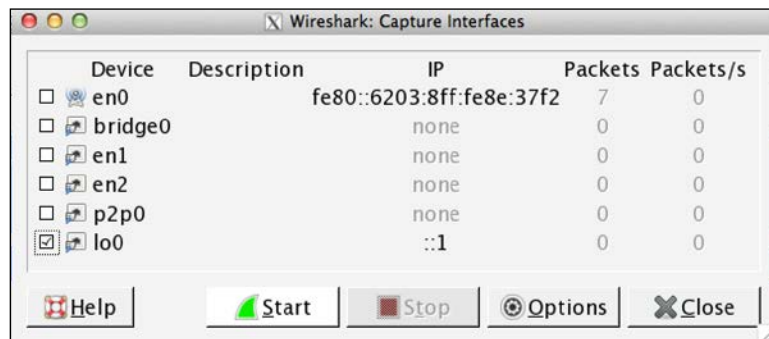 Wireshark: Capture Interfaces
Device Description IP Packets Packets/s
en0 fe80::6203:8ff:fe8e:37f2 7 0
bridge0 none 0 0
en1 none 0 0
en2 none 0 0
p2p0 none 0 0
lo0 ::1 0 0
Help Start Stop Options Close